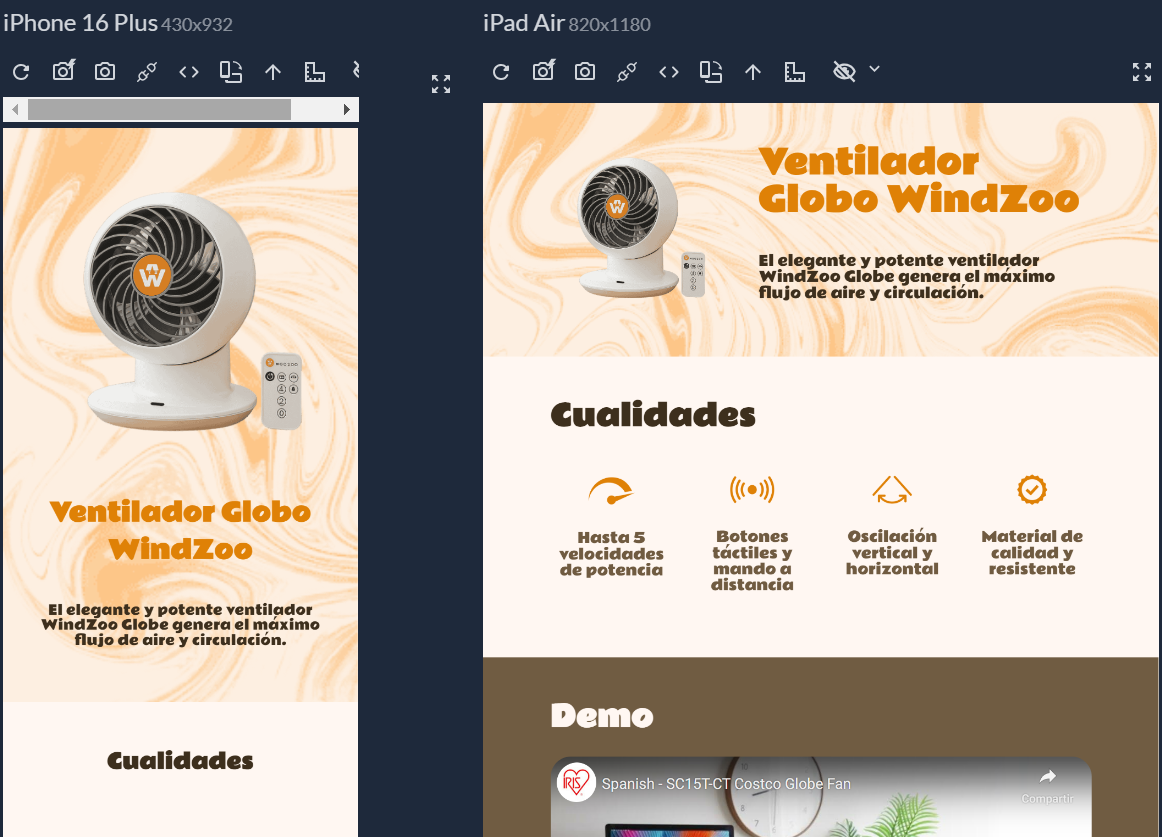 iPhone 16 Plus 430x932
W
Ventilador Globo
WindZoo
El elegante y potente ventilador
WindZoo Globe genera el máximo
flujo de aire y circulación.
Cualidades
iPad Air 820x1180
W
Ventilador
Globo WindZoo
El elegante y potente ventilador
WindZoo Globe genera el máximo
flujo de aire y circulación.
Cualidades
Hasta 5
velocidades
de potencia
Botones
táctiles y
mando a
distancia
Oscilación
vertical y
horizontal
Material de
calidad y
resistente
Demo
IRIS
Spanish - SC15T-CT Costco Globe Fan
Compartir